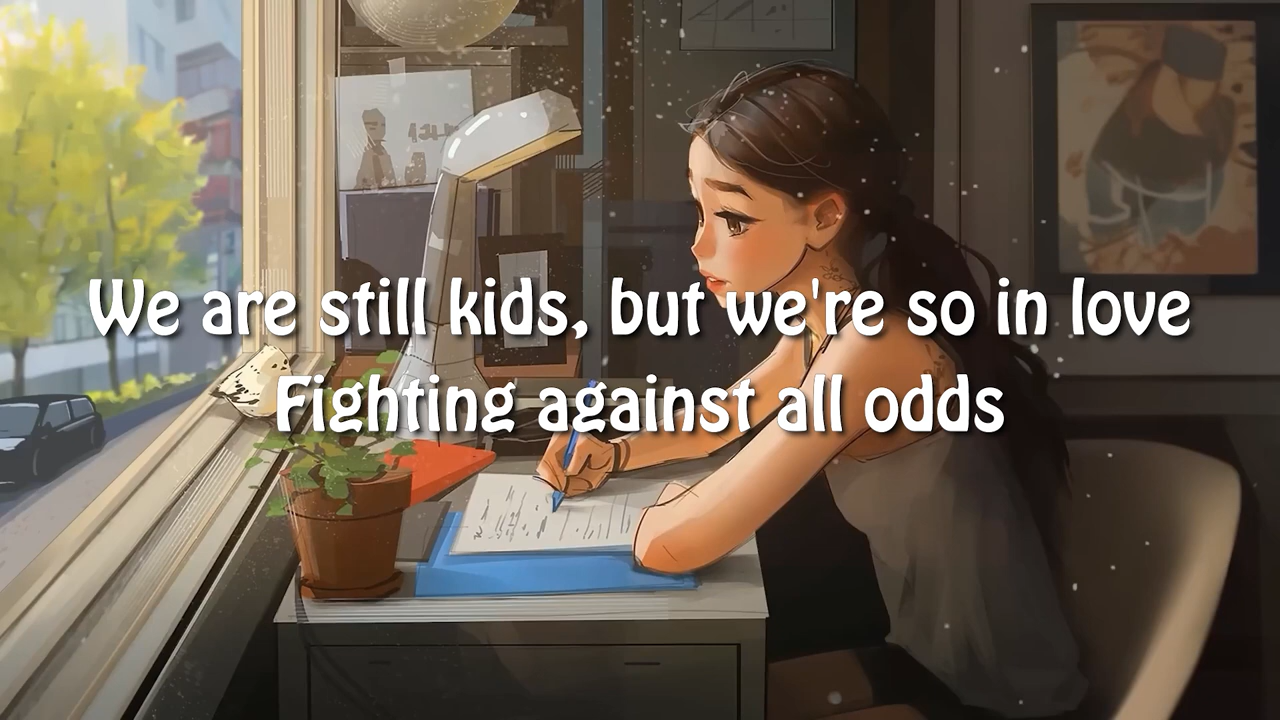 We are still kids, but we're so in love
Fighting against all odds